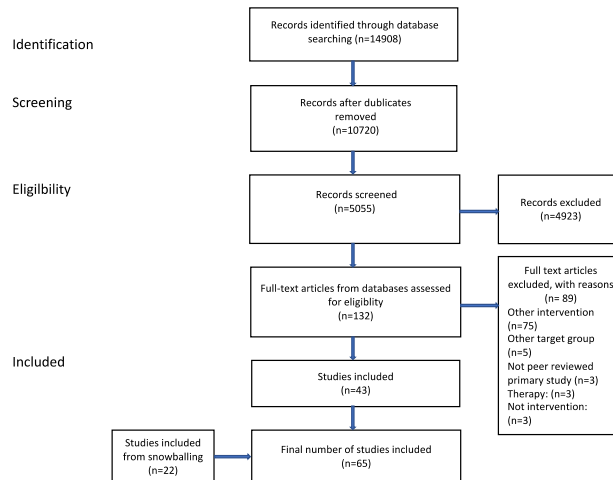 Identification
Records identified through database
searching (n=14908)
Screening
Records after dublicates
removed
(n=10720)
Eligilbility
Records screened
(n=5055)
Records excluded
(n=4923)
Full-text articles from databases assessed
for eligiblity
(n=132)
Full text articles
excluded, with reasons
(n= 89)
Other intervention
(n=75)
Other target group
(n=5)
Not peer reviewed
primary study (n=3)
Therapy: (n=3)
Not intervention:
(n=3)
Included
Studies included
(n=43)
Studies included
from snowballing
(n=22)
Final number of studies included
(n=65)